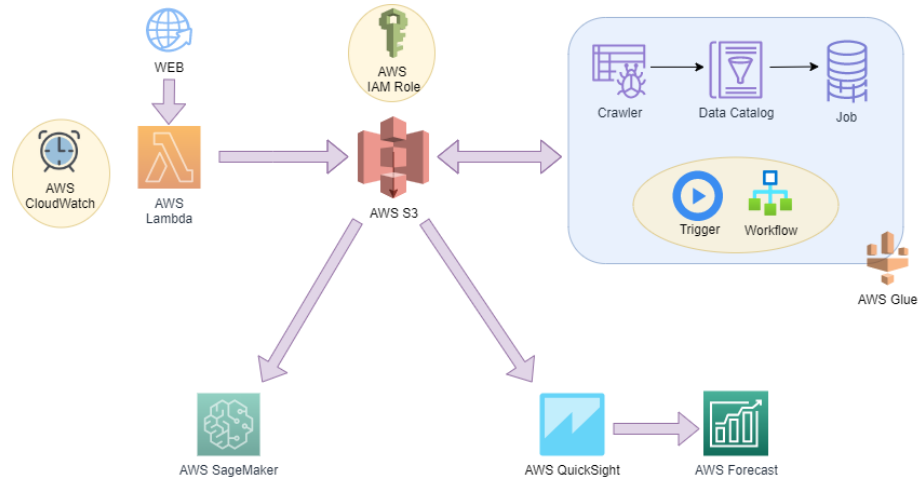 WEB
AWS
IAM Role
Crawler
Data Catalog
Job
AWS
CloudWatch
AWS
Lambda
AWS S3
Trigger
Workflow
AWS Glue
AWS SageMaker
AWS QuickSight
AWS Forecast